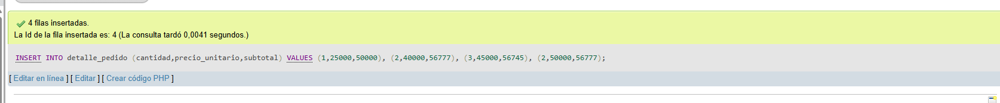 4 filas insertadas.
La Id de la fila insertada es: 4 (La consulta tardó 0,0041 segundos.)
INSERT INTO detalle_pedido (cantidad,precio_unitario,subtotal) VALUES (1,25000,50000), (2,40000,56777), (3,45000,56745), (2,50000,56777);
[ Editar en línea ] [ Editar ] [ Crear código PHP ]